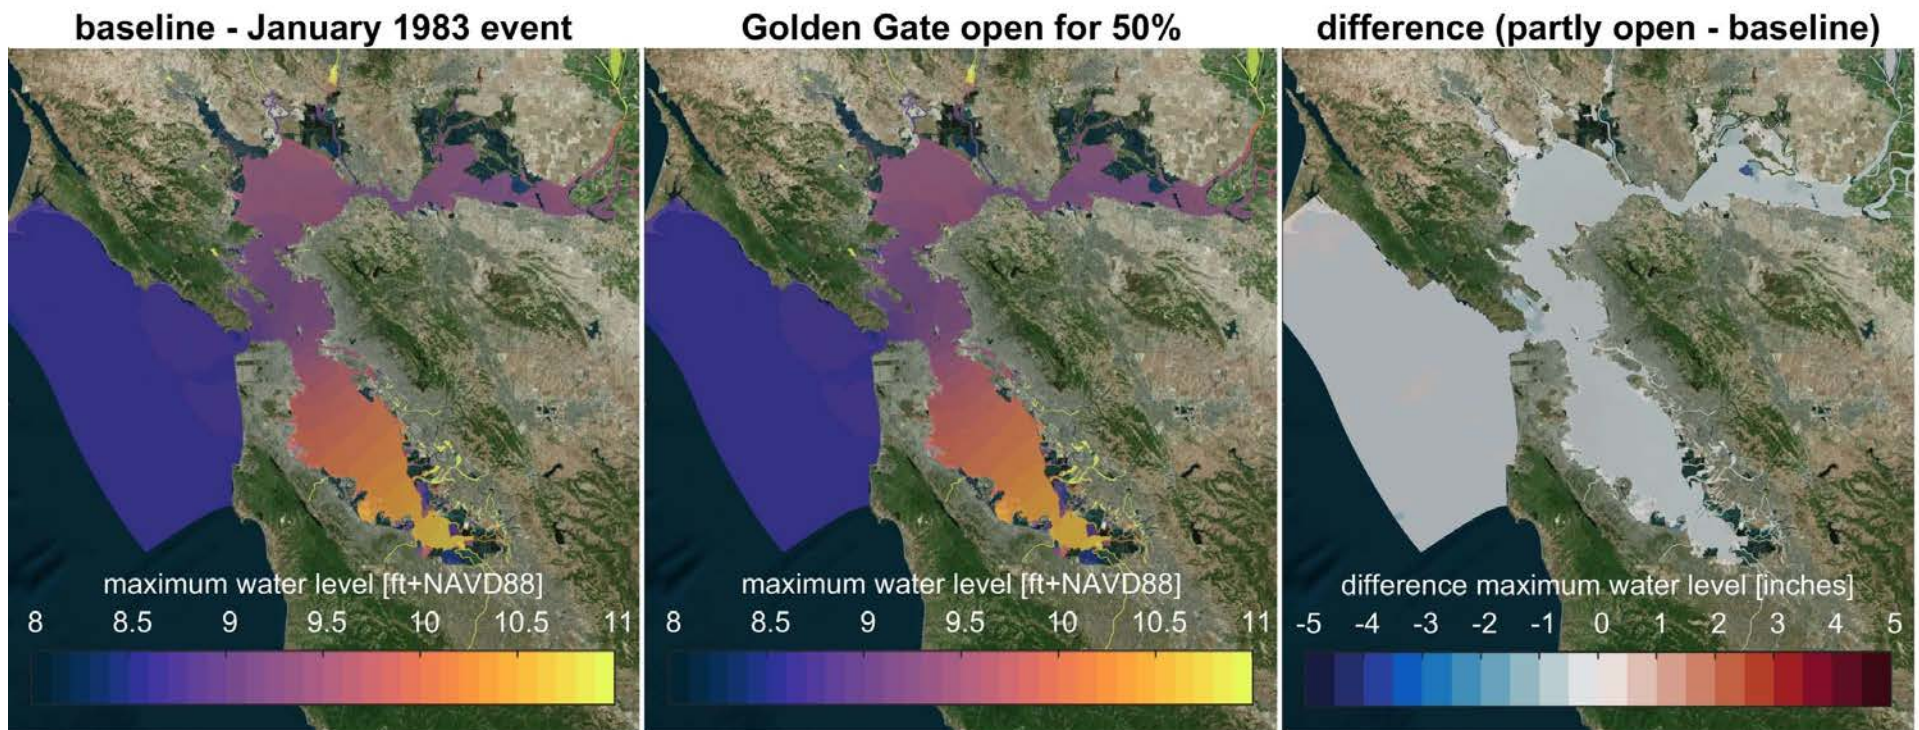 baseline - January 1983 event
maximum water level [ft+NAVD88]
8 8.5 9 9.5 10 10.5 11
Golden Gate open for 50%
maximum water level [ft+NAVD88]
8 8.5 9 9.5 10 10.5 11
difference (partly open - baseline)
difference maximum water level [inches]
-5 -4 -3 -2 -1 0 1 2 3 4 5